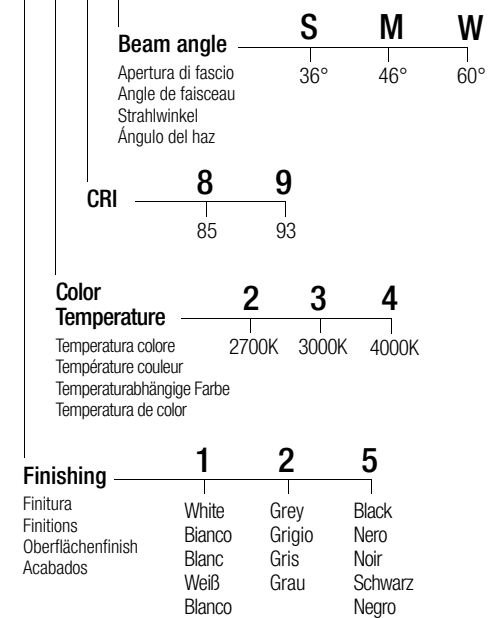 S M W
Beam angle
Apertura di fascio 36° 46° 60°
Angle de faisceau
Strahlwinkel
Ángulo del haz
8 9
CRI
85 93
Color
Temperature 2 3 4
Temperatura colore 2700K 3000K 4000K
Température couleur
Temperaturabhängige Farbe
Temperatura de color
1 2 5
Finishing
Finitura White Grey Black
Finitions Bianco Grigio Nero
Oberflächenfinish Blanc Gris Noir
Acabados Weiß Grau Schwarz
Blanco Negro